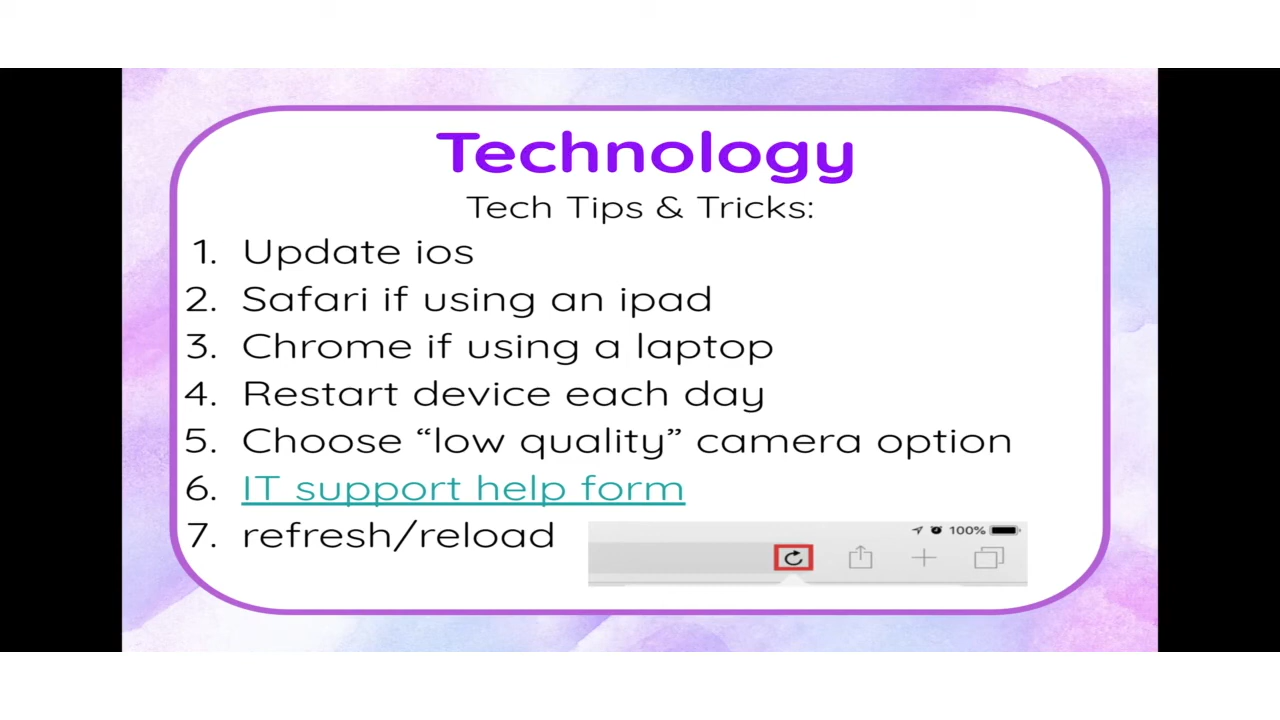 Technology
Tech Tips & Tricks:
1. Update ios
2. Safari if using an ipad
3. Chrome if using a laptop
4. Restart device each day
5. Choose “low quality” camera option
6. IT support help form
7. refresh/reload
100%